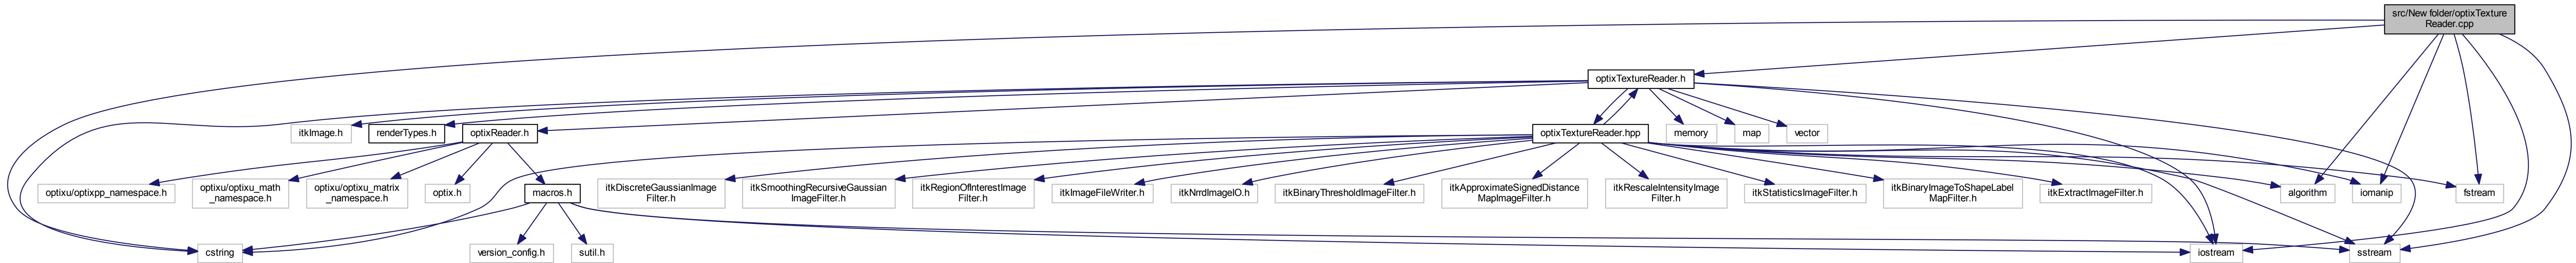 src/New folder/optixTexture
Reader.cpp
optixTextureReader.h
itkImage.h
renderTypes.h
optixReader.h
optixTextureReader.hpp
memory
map
vector
optixu/optixpp_namespace.h
optixu/optixu_math
_namespace.h
optixu/optixu_matrix
_namespace.h
optix.h
macros.h
itkDiscreteGaussianImage
Filter.h
itkSmoothingRecursiveGaussian
ImageFilter.h
itkRegionOfInterestImage
Filter.h
itkImageFileWriter.h
itkNrrdImageIO.h
itkBinaryThresholdImageFilter.h
itkApproximateSignedDistance
MapImageFilter.h
itkRescaleIntensityImage
Filter.h
itkStatisticsImageFilter.h
itkBinaryImageToShapeLabel
MapFilter.h
itkExtractImageFilter.h
algorithm
iomanip
fstream
cstring
version_config.h
sutil.h
iostream
sstream